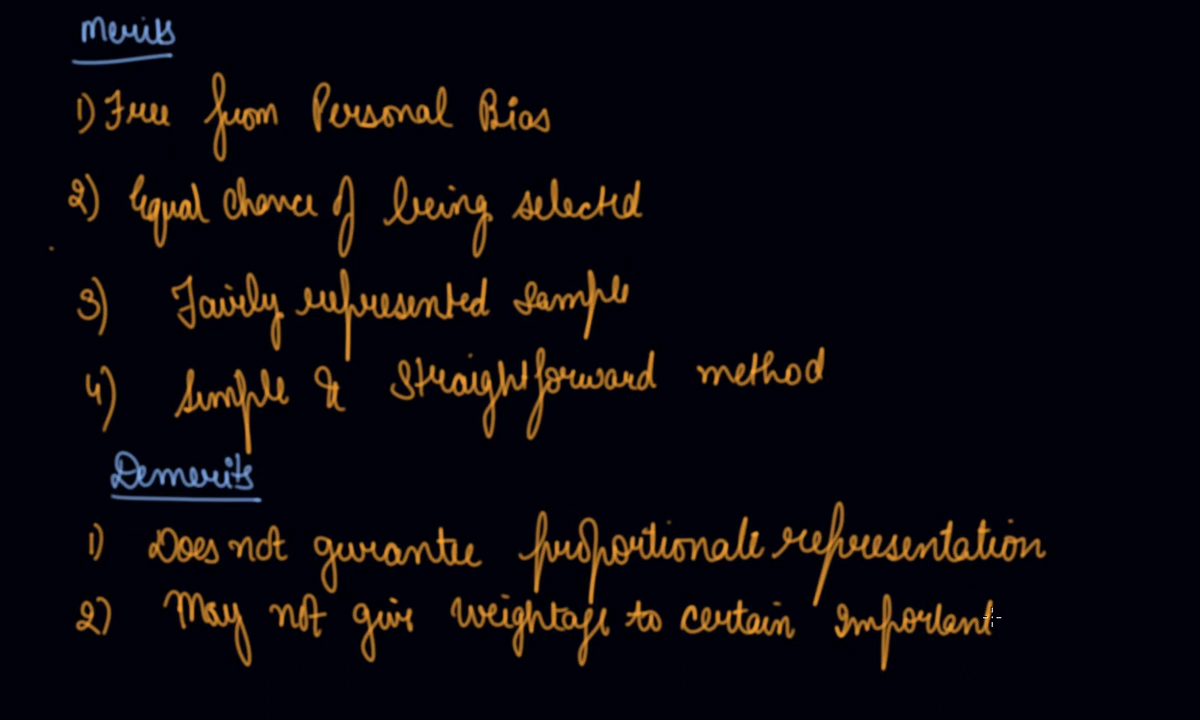 Merits
1) Free from Personal Bias
2) Equal Chance of being selected
3) Fairly represented sample
4) Simple & Straightforward method
Demerits
1) Does not gurantee proportionate representation
2) May not give weightage to certain important